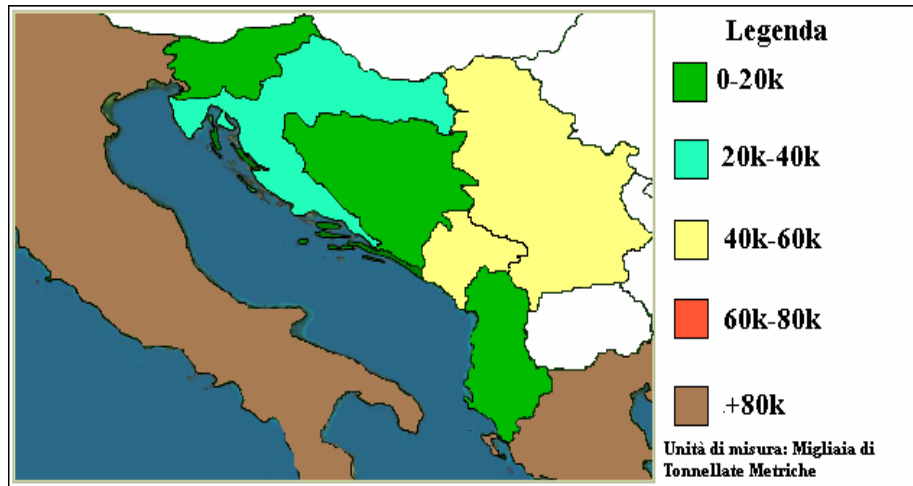 Legenda
0-20k
20k-40k
40k-60k
60k-80k
+80k
Unità di misura: Migliaia di
Tonnellate Metriche